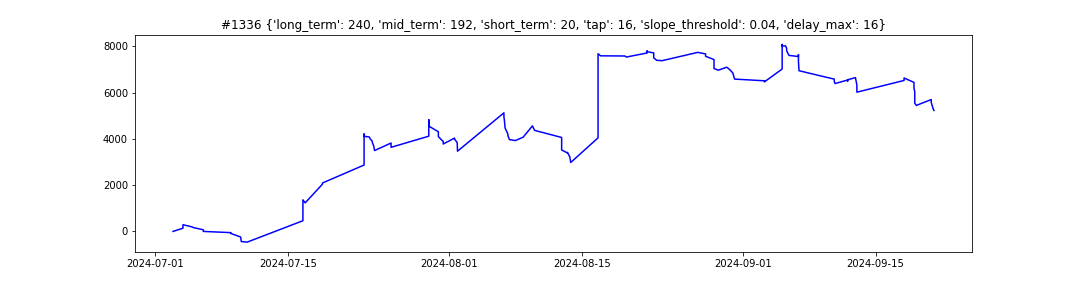 #1336 {'long_term': 240, 'mid_term': 192, 'short_term': 20, 'tap': 16, 'slope_threshold': 0.04, 'delay_max': 16}
8000
6000
4000
2000
0
2024-07-01 2024-07-15 2024-08-01 2024-08-15 2024-09-01 2024-09-15